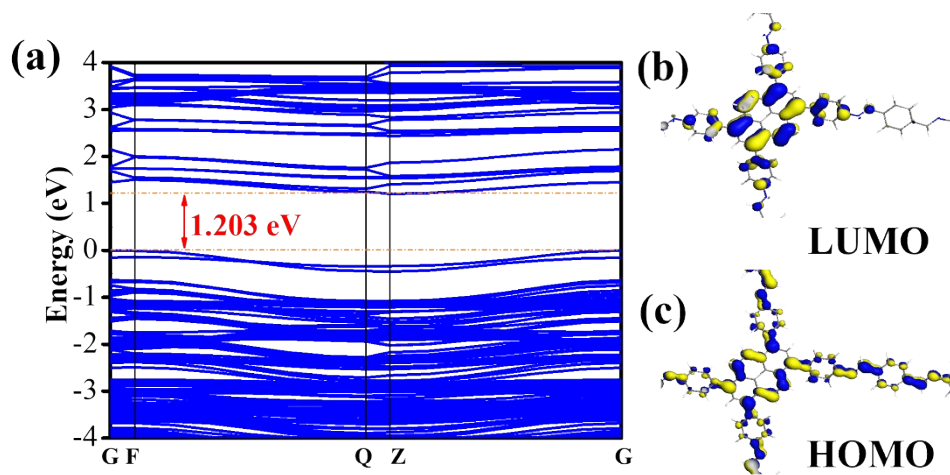 (a)
Energy (eV)
4
3
2
1
0
-1
-2
-3
-4
1.203 eV
G F Q Z G
(b)
LUMO
(c)
HOMO